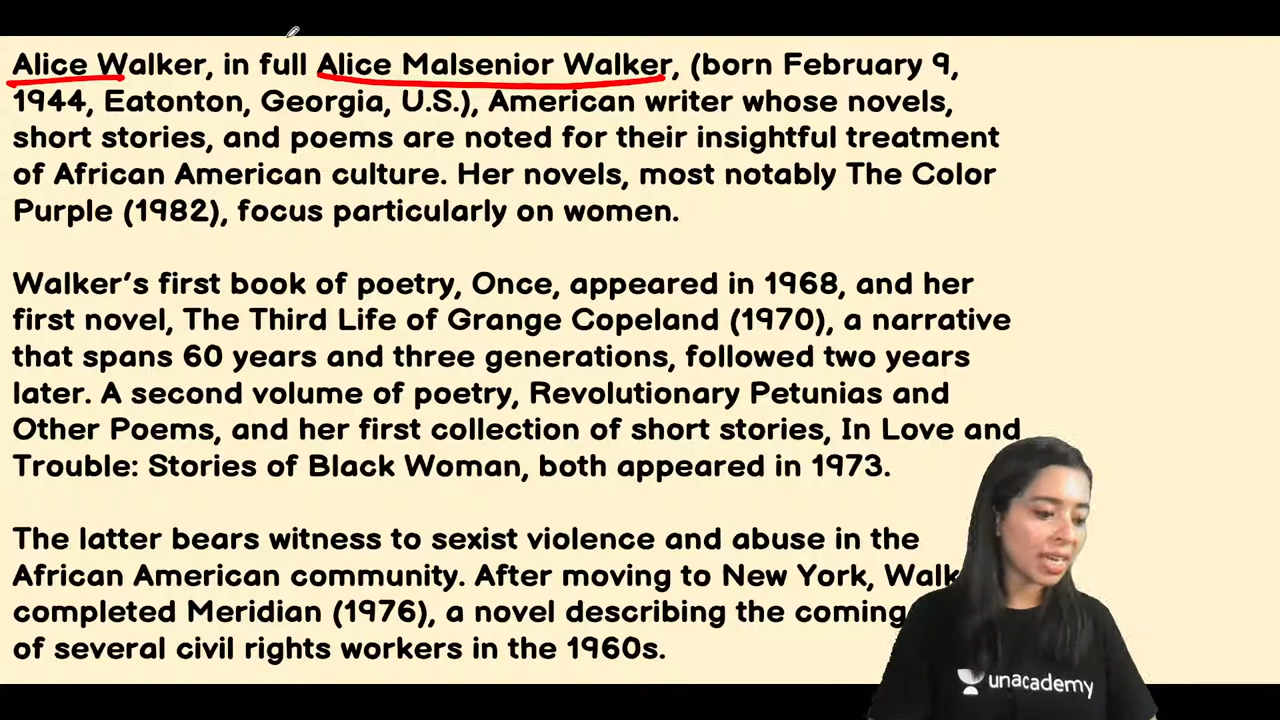 Alice Walker, in full Alice Malsenior Walker, (born February 9,
1944, Eatonton, Georgia, U.S.), American writer whose novels,
short stories, and poems are noted for their insightful treatment
of African American culture. Her novels, most notably The Color
Purple (1982), focus particularly on women.
Walker's first book of poetry, Once, appeared in 1968, and her
first novel, The Third Life of Grange Copeland (1970), a narrative
that spans 60 years and three generations, followed two years
later. A second volume of poetry, Revolutionary Petunias and
Other Poems, and her first collection of short stories, In Love and
Trouble: Stories of Black Woman, both appeared in 1973.
The latter bears witness to sexist violence and abuse in the
African American community. After moving to New York, Walk
completed Meridian (1976), a novel describing the coming
of several civil rights workers in the 1960s.
unacademy